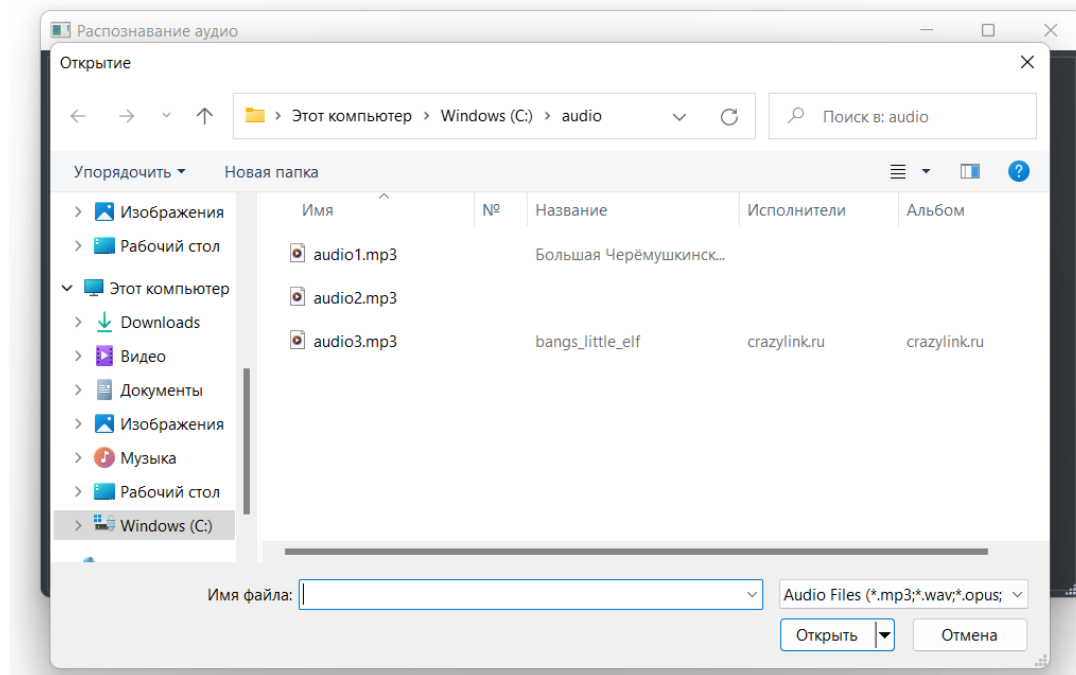 Распознавание аудио
Открытие
Этот компьютер > Windows (C:) > audio
Поиск в: audio
Упорядочить
Новая папка
Имя
№
Название
Исполнители
Альбом
audio1.mp3 Большая Черёмушкинск...
audio2.mp3
audio3.mp3 bangs_little_elf crazylink.ru crazylink.ru
Изображения
Рабочий стол
Этот компьютер
Downloads
Видео
Документы
Изображения
Музыка
Рабочий стол
Windows (C:)
Имя файла:
Audio Files (*.mp3;*.wav;*.opus;
Открыть
Отмена